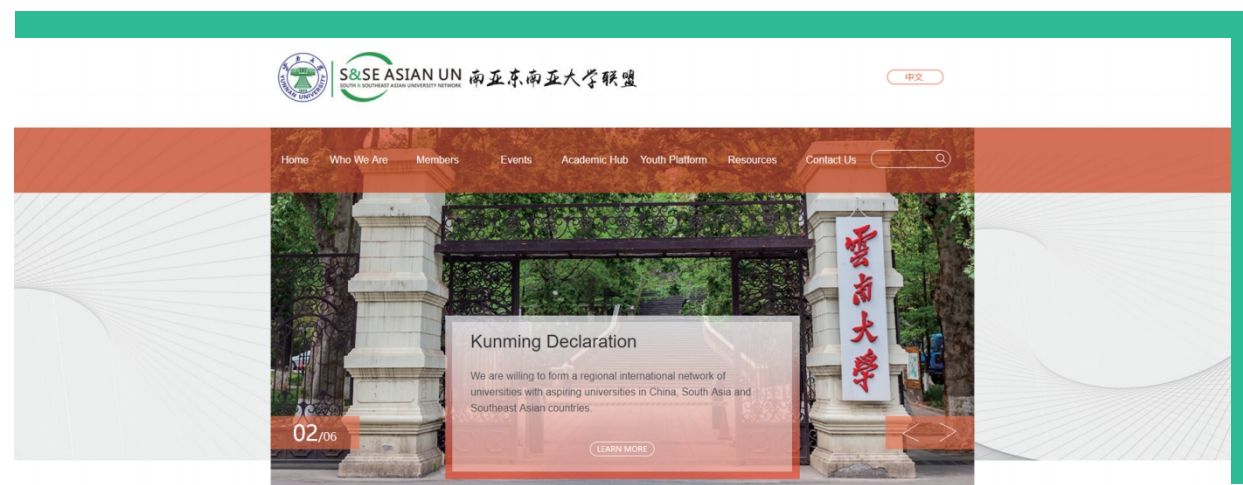 YUNNAN UNIVERSITY
S&SE ASIAN UN
SOUTH & SOUTHEAST ASIAN UNIVERSITY NETWORK
南亚东南亚大学联盟
中文
Home Who We Are Members Events Academic Hub Youth Platform Resources Contact Us
雲南大學
Kunming Declaration
We are willing to form a regional international network of
universities with aspiring universities in China, South Asia and
Southeast Asian countries.
LEARN MORE
02/06